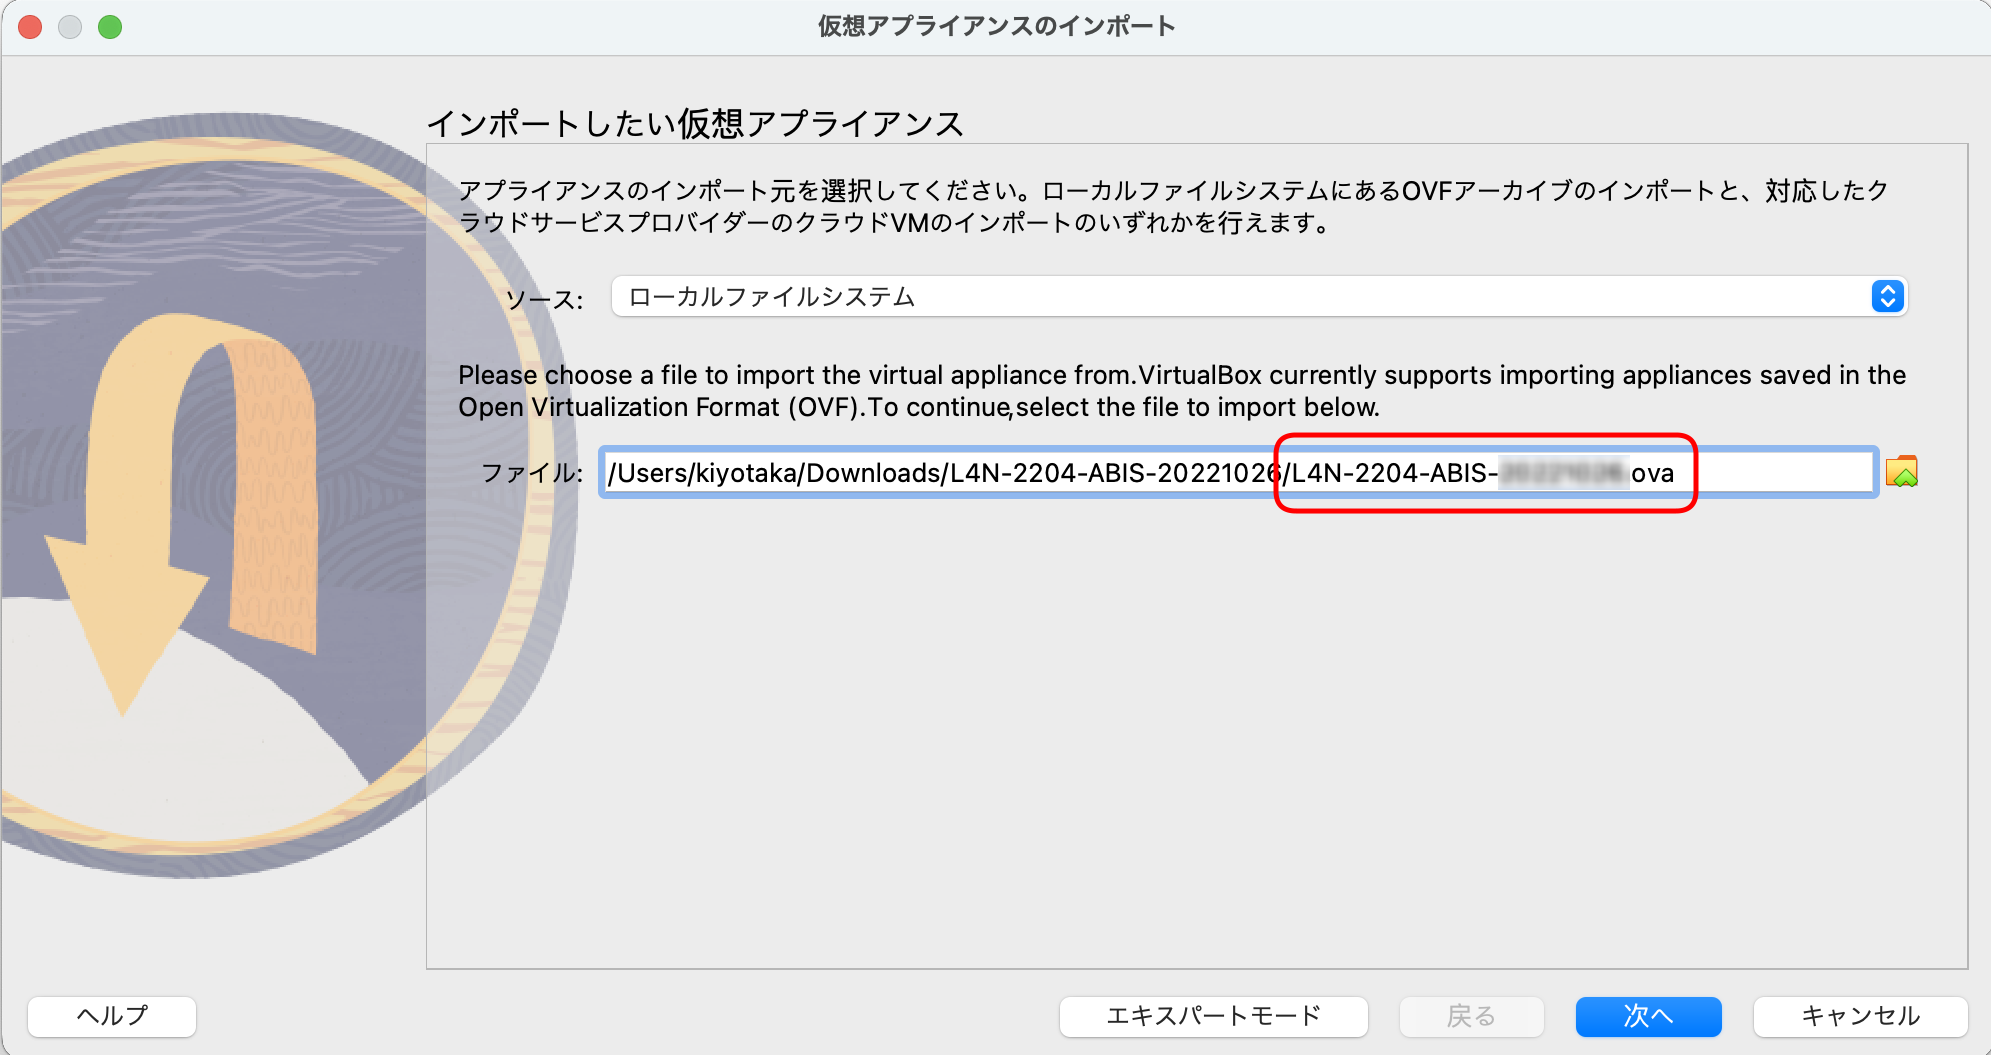 仮想アプライアンスのインポート
インポートしたい仮想アプライアンス
アプライアンスのインポート元を選択してください。ローカルファイルシステムにあるOVFアーカイブのインポートと、対応したク
ラウドサービスプロバイダーのクラウドVMのインポートのいずれかを行えます。
ソース: ローカルファイルシステム
Please choose a file to import the virtual appliance from.VirtualBox currently supports importing appliances saved in the
Open Virtualization Format (OVF).To continue,select the file to import below.
ファイル: /Users/kiyotaka/Downloads/L4N-2204-ABIS-20221026/L4N-2204-ABIS-.ova
ヘルプ エキスパートモード 戻る 次へ キャンセル